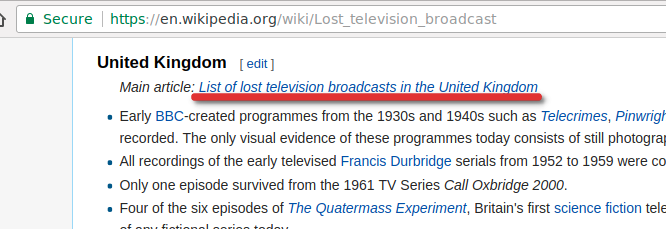 Secure https://en.wikipedia.org/wiki/Lost_television_broadcast
United Kingdom [ edit ]
Main article: List of lost television broadcasts in the United Kingdom
• Early BBC-created programmes from the 1930s and 1940s such as Telecrimes, Pinwrigh
recorded. The only visual evidence of these programmes today consists of still photogra
• All recordings of the early televised Francis Durbridge serials from 1952 to 1959 were co
• Only one episode survived from the 1961 TV Series Call Oxbridge 2000.
• Four of the six episodes of The Quatermass Experiment, Britain's first science fiction tele
of any fictional series today.